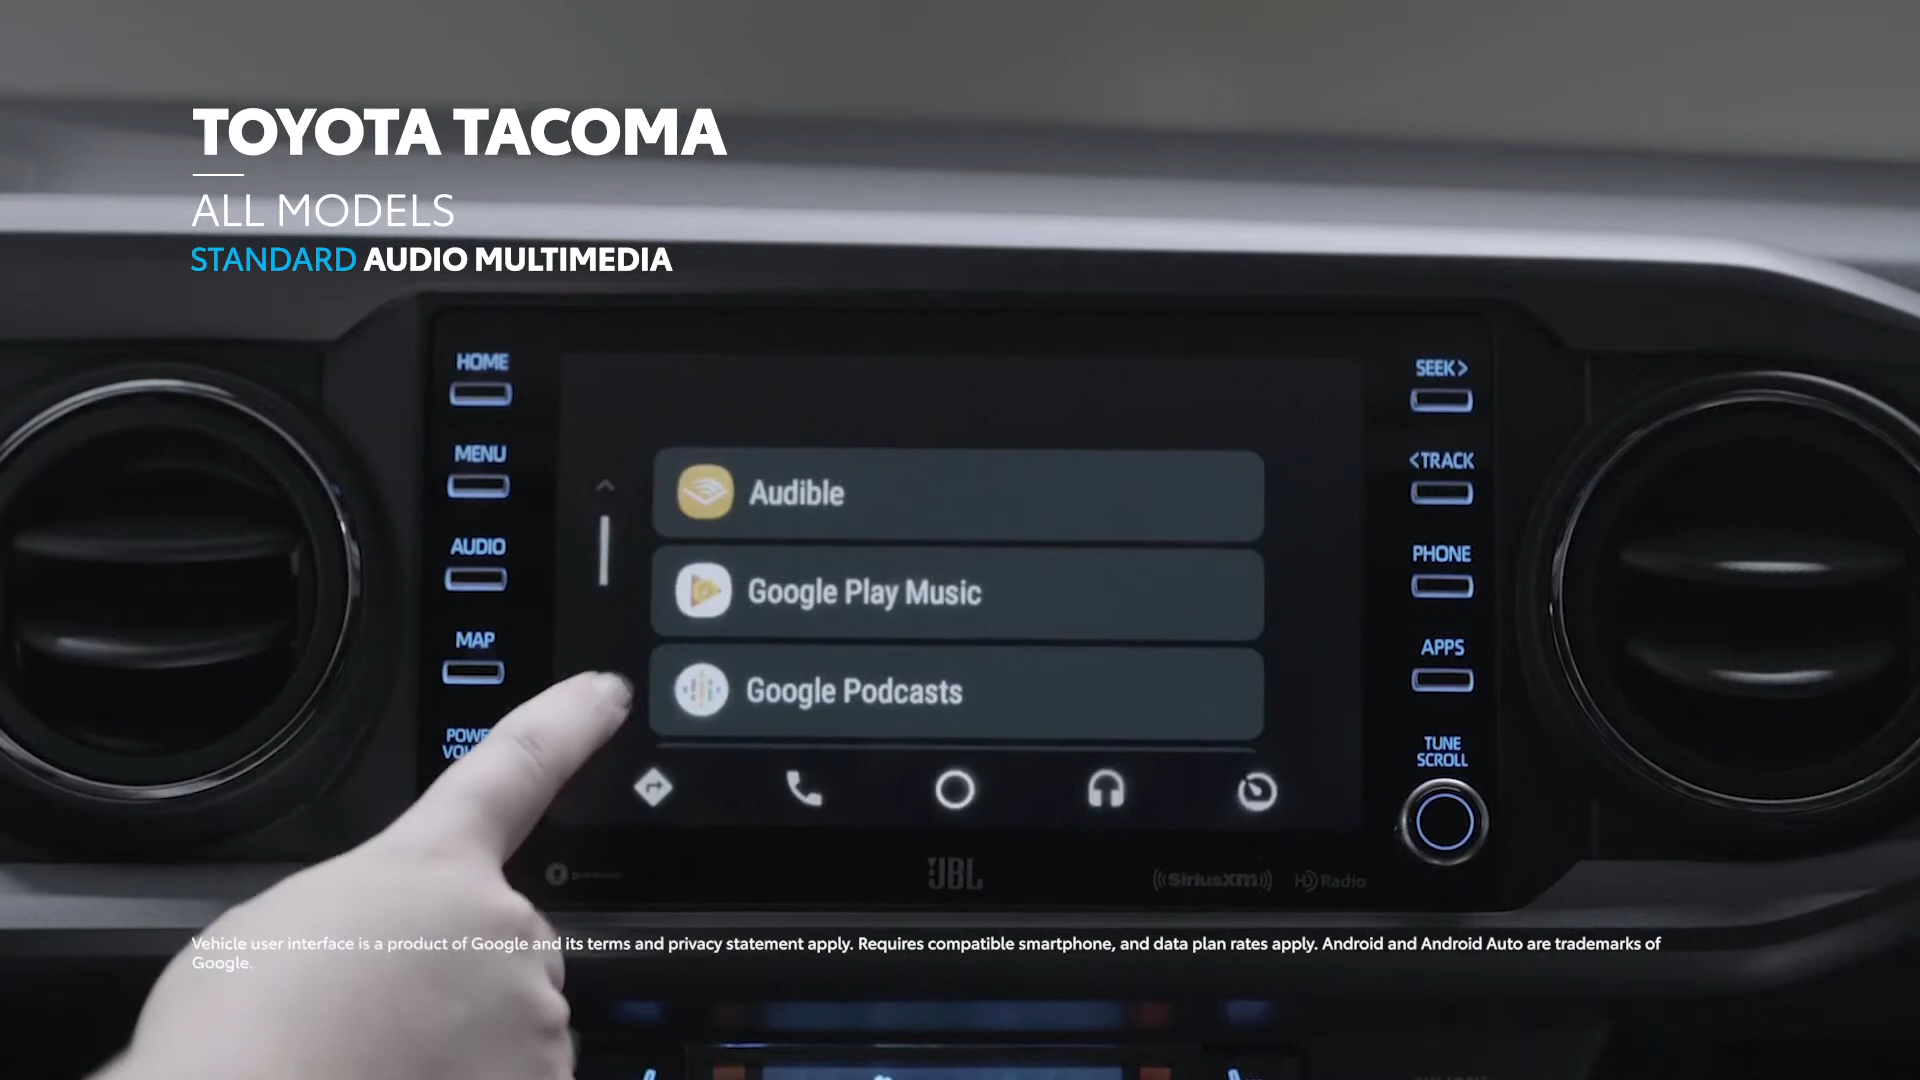 TOYOTA TACOMA
ALL MODELS
STANDARD AUDIO MULTIMEDIA
HOME
MENU
AUDIO
MAP
SEEK>
<TRACK
PHONE
APPS
TUNE
SCROLL
Audible
Google Play Music
Google Podcasts
JBL
((SiriusXM))
HD Radio
Vehicle user interface is a product of Google and its terms and privacy statement apply. Requires compatible smartphone, and data plan rates apply. Android and Android Auto are trademarks of
Google.